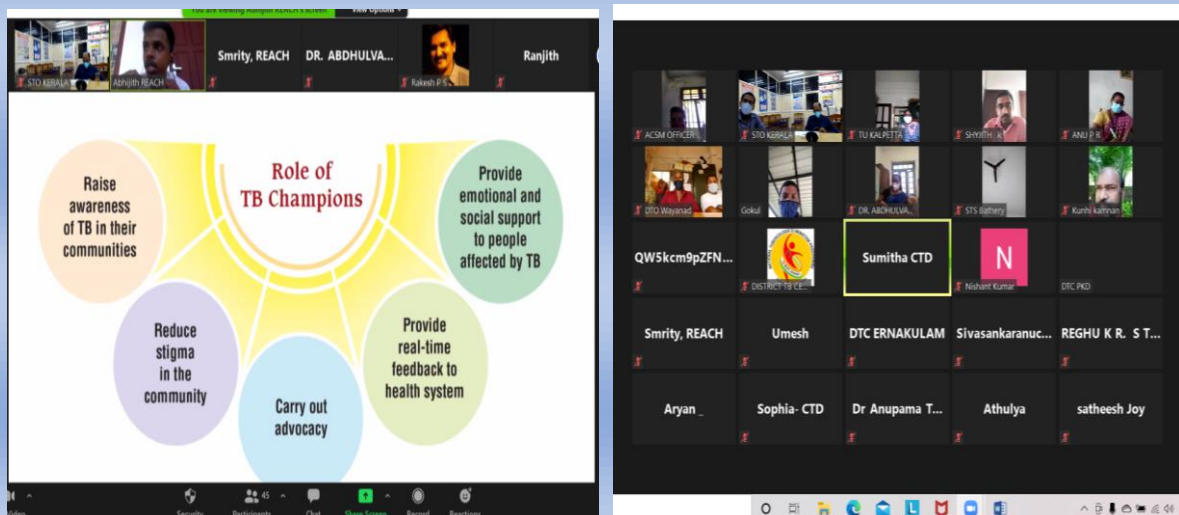 You are viewing Abhijith REACH's screen
View Options
STO KERALA
Abhijith REACH
Smrity, REACH
DR. ABDHULVA...
Rakesh P S
Ranjith
Role of
TB Champions
Raise
awareness
of TB in their
communities
Reduce
stigma
in the
community
Carry out
advocacy
Provide
real-time
feedback to
health system
Provide
emotional and
social support
to people
affected by TB
Video
Security
Participants
45
Chat
Share Screen
Record
Reactions
ACSM OFFICER
STO KERALA
TU KALPETTA
SHYJITH
ANU P
DTO Wayanad
Gokul
DR. ABDHULVA...
STS Bathery
Kunhi kannan
QW5kcm9pZFN...
DISTRICT TB CE...
Sumitha CTD
N
Nishant Kumar
DTC PKD
Smrity, REACH
Umesh
DTC ERNAKULAM
Sivasankaranuc...
REGHU K R. S T...
Aryan _
Sophia- CTD
Dr Anupama T...
Athulya
satheesh Joy